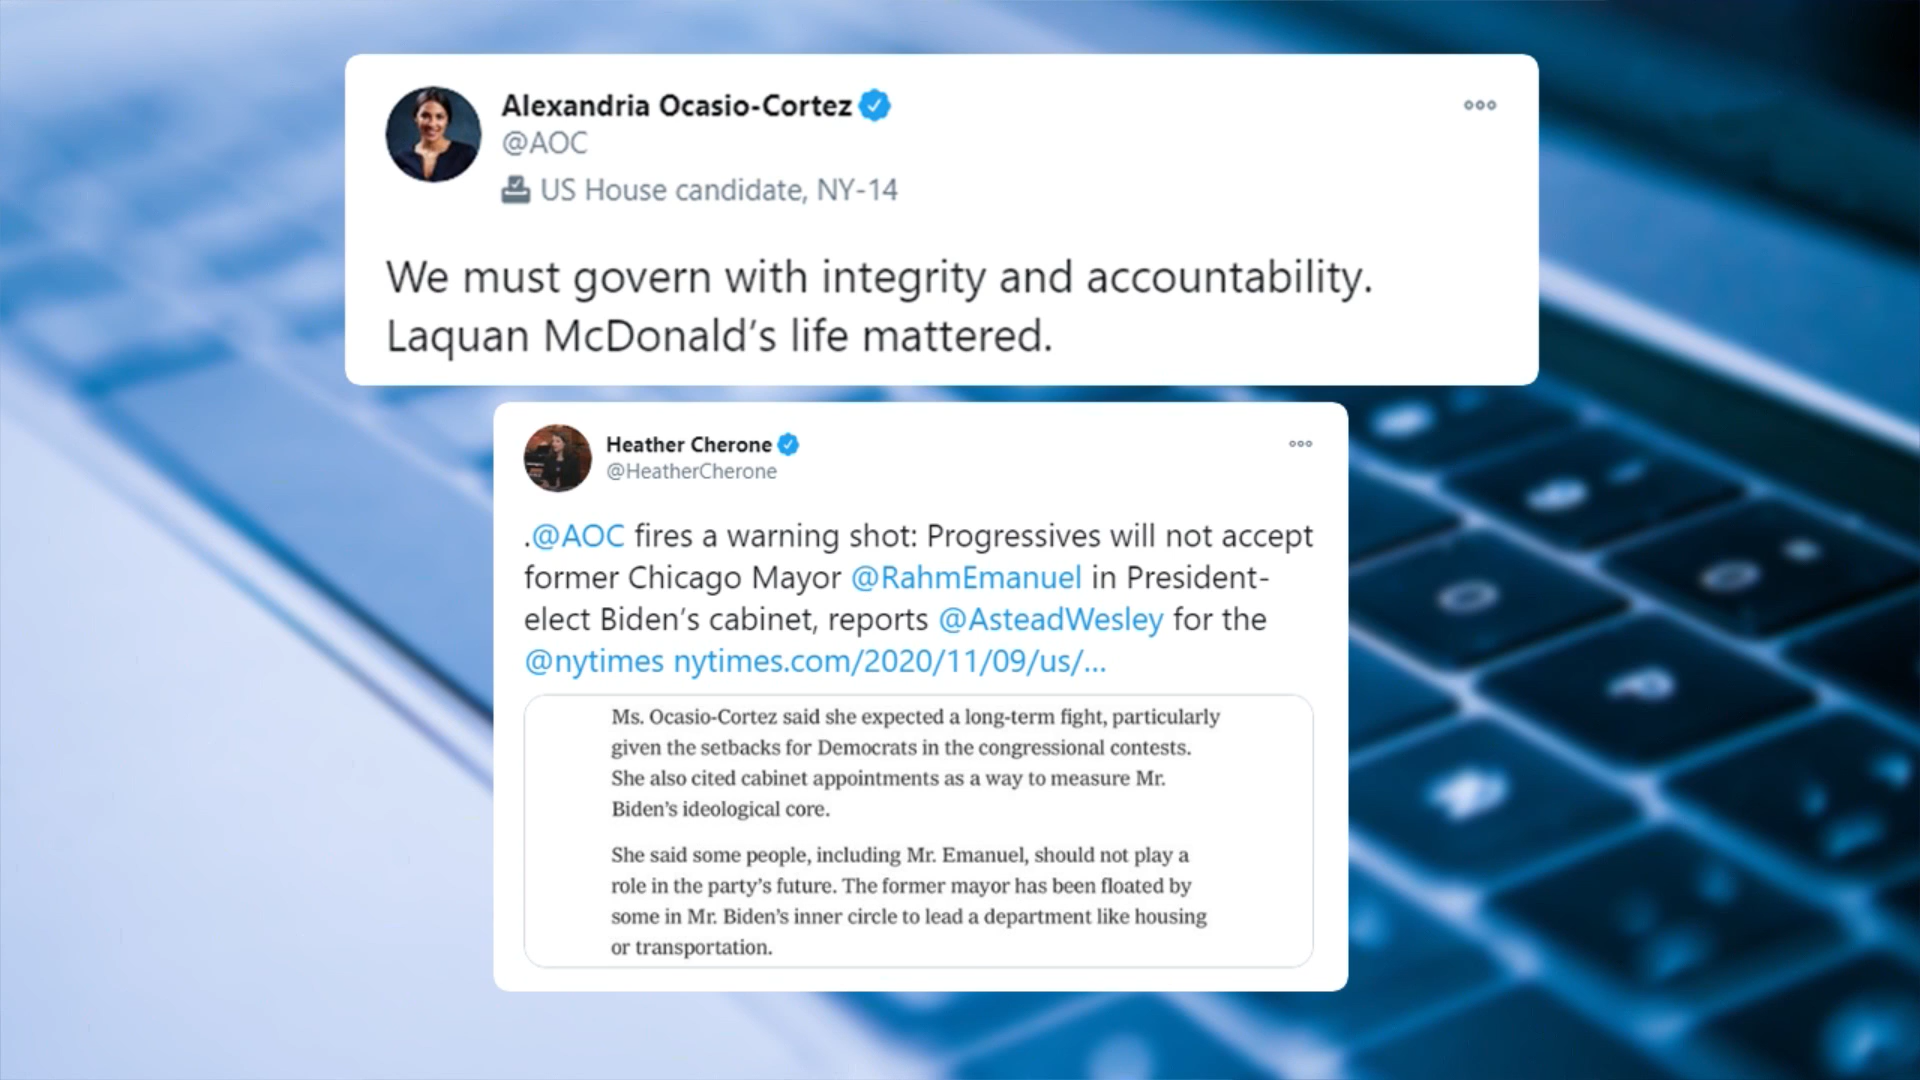 Alexandria Ocasio-Cortez
@AOC
US House candidate, NY-14
We must govern with integrity and accountability.
Laquan McDonald's life mattered.
Heather Cherone
@HeatherCherone
.@AOC fires a warning shot: Progressives will not accept
former Chicago Mayor @RahmEmanuel in President-
elect Biden's cabinet, reports @AsteadWesley for the
@nytimes nytimes.com/2020/11/09/us/...
Ms. Ocasio-Cortez said she expected a long-term fight, particularly
given the setbacks for Democrats in the congressional contests.
She also cited cabinet appointments as a way to measure Mr.
Biden's ideological core.
She said some people, including Mr. Emanuel, should not play a
role in the party's future. The former mayor has been floated by
some in Mr. Biden's inner circle to lead a department like housing
or transportation.